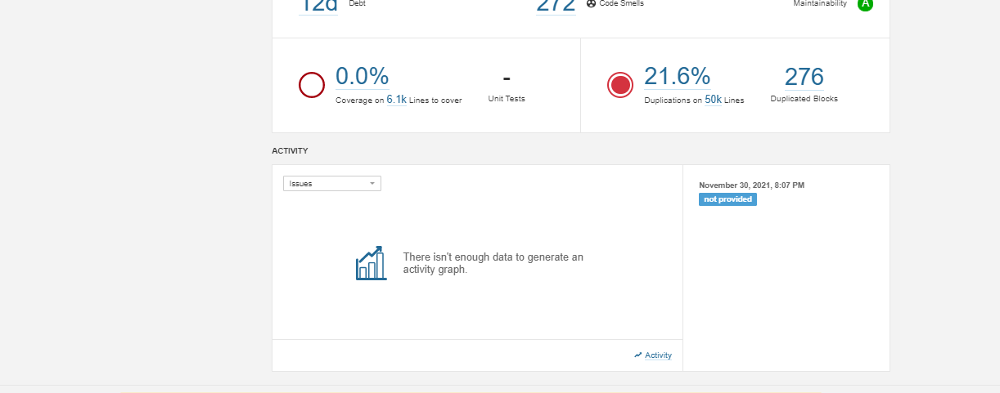 12d Debt 272 Code Smells Maintainability A
0.0% - 21.6% 276
Coverage on 6.1k Lines to cover Unit Tests Duplications on 50k Lines Duplicated Blocks
ACTIVITY
Issues
November 30, 2021, 8:07 PM
not provided
There isn't enough data to generate an
activity graph.
Activity